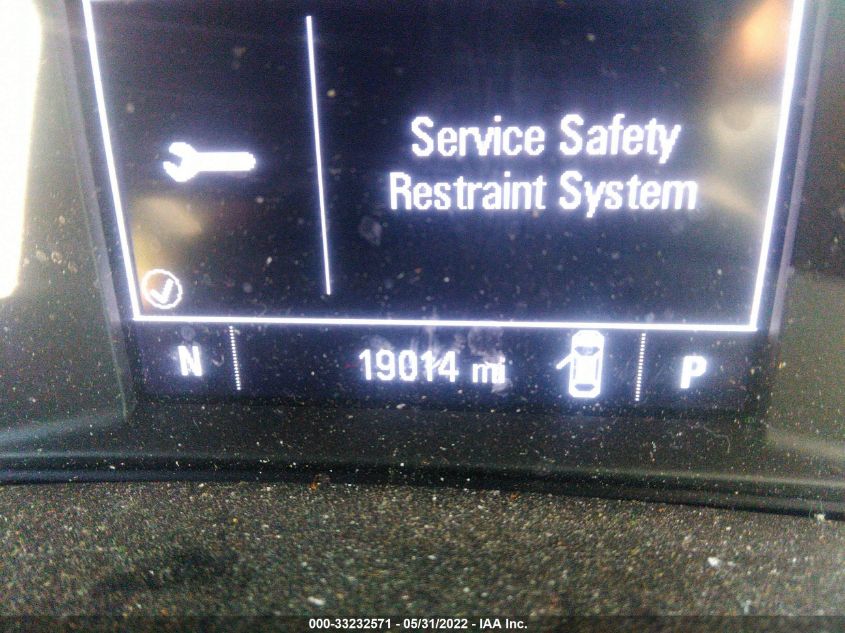 Service Safety
Restraint System
N 19014 mi P
000-33232571 - 05/31/2022 - IAA Inc.